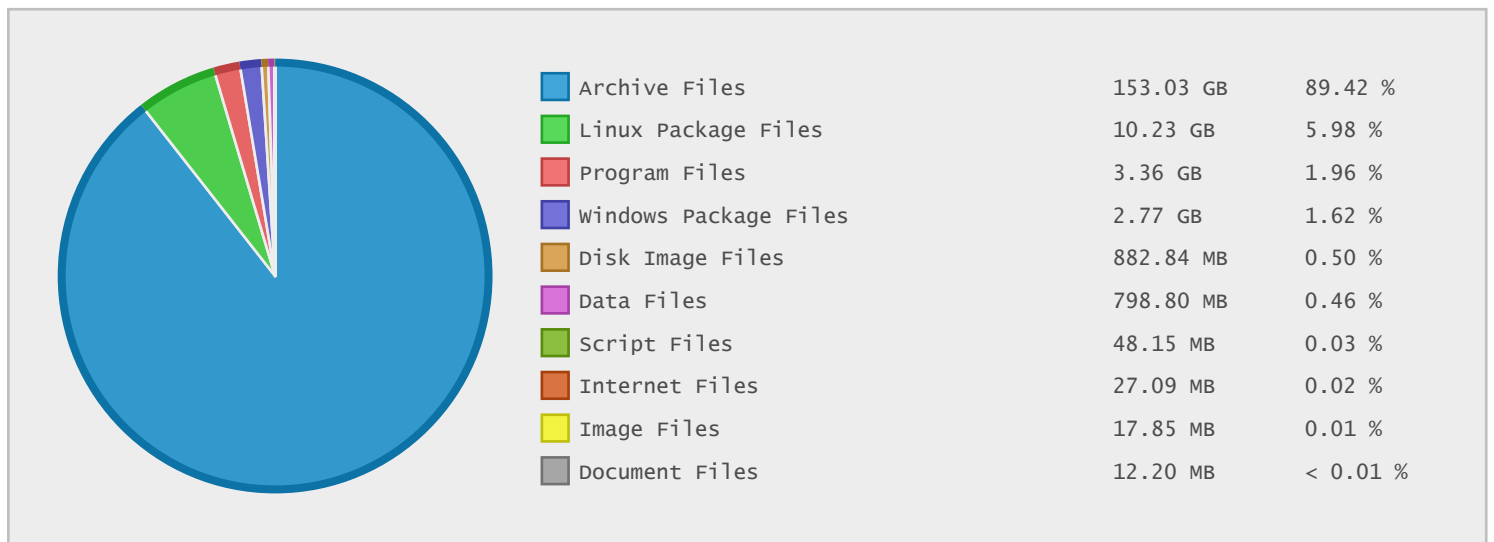 Archive Files 153.03 GB 89.42 %
Linux Package Files 10.23 GB 5.98 %
Program Files 3.36 GB 1.96 %
Windows Package Files 2.77 GB 1.62 %
Disk Image Files 882.84 MB 0.50 %
Data Files 798.80 MB 0.46 %
Script Files 48.15 MB 0.03 %
Internet Files 27.09 MB 0.02 %
Image Files 17.85 MB 0.01 %
Document Files 12.20 MB < 0.01 %